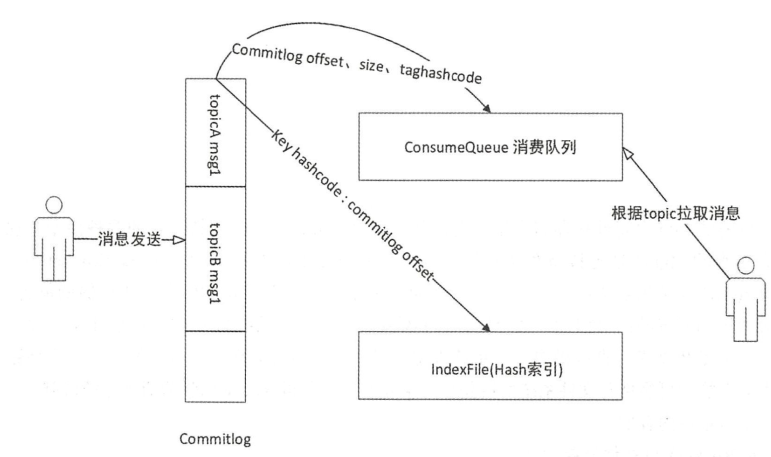 Commitlog offset、size、taghashcode
topicA msg1
ConsumeQueue 消费队列
Key hashcode : commitlog offset
根据topic拉取消息
消息发送
topicB msg1
IndexFile(Hash索引)
Commitlog